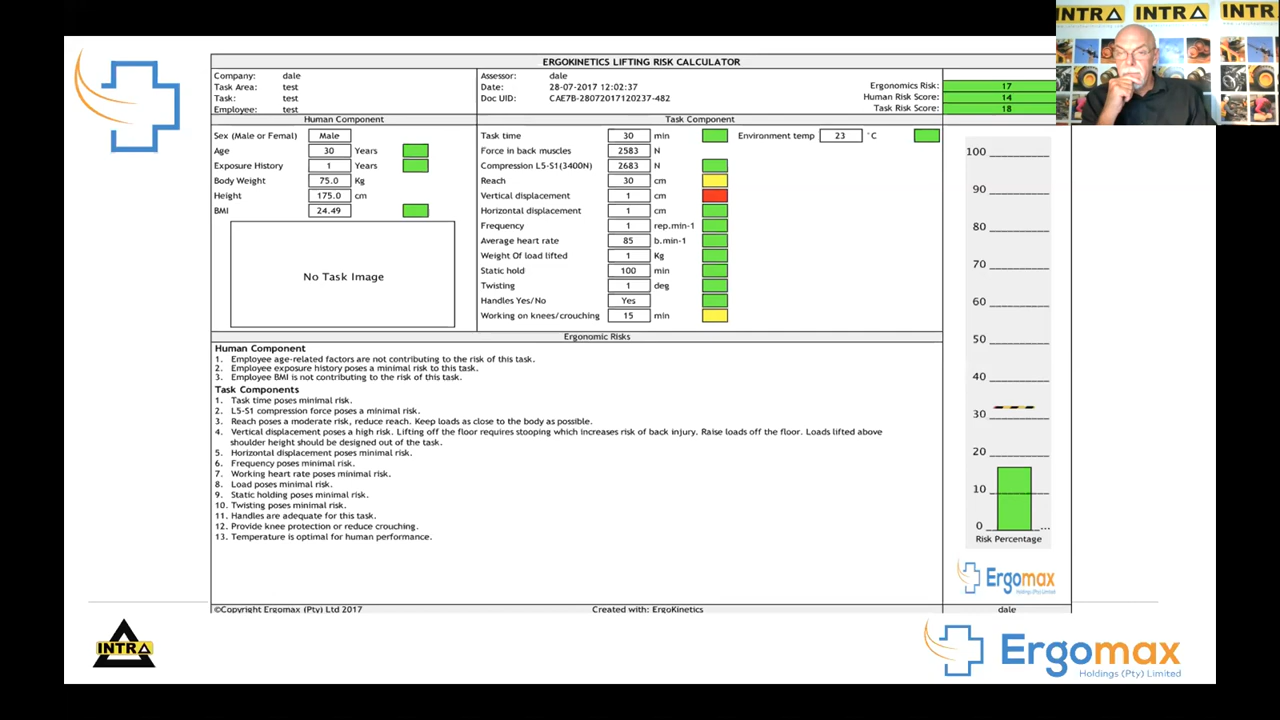 INTRA INTRA INTRA
ERGOKINETICS LIFTING RISK CALCULATOR
Company: dale
Task Area: test
Task: test
Employee: test
Assessor: dale
Date: 28-07-2017 12:02:37
Doc UID: CAE7B-28072017120237-482
Ergonomics Risk: 17
Human Risk Score: 14
Task Risk Score: 18
Human Component
Sex (Male or Femal) Male
Age 30 Years
Exposure History 1 Years
Body Weight 75.0 Kg
Height 175.0 cm
BMI 24.49
No Task Image
Task Component
Task time 30 min
Force in back muscles 2583 N
Compression L5-S1(3400N) 2683 N
Reach 30 cm
Vertical displacement 1 cm
Horizontal displacement 1 cm
Frequency 1 rep.min-1
Average heart rate 85 b.min-1
Weight Of load lifted 1 Kg
Static hold 100 min
Twisting 1 deg
Handles Yes/No Yes
Working on knees/crouching 15 min
Environment temp 23 °C
Ergonomic Risks
Human Component
1. Employee age-related factors are not contributing to the risk of this task.
2. Employee exposure history poses a minimal risk to this task.
3. Employee BMI is not contributing to the risk of this task.
Task Components
1. Task time poses minimal risk.
2. L5-S1 compression force poses a minimal risk.
3. Reach poses a moderate risk, reduce reach. Keep loads as close to the body as possible.
4. Vertical displacement poses a high risk. Lifting off the floor requires stooping which increases risk of back injury. Raise loads off the floor. Loads lifted above
shoulder height should be designed out of the task.
5. Horizontal displacement poses minimal risk.
6. Frequency poses minimal risk.
7. Working heart rate poses minimal risk.
8. Load poses minimal risk.
9. Static holding poses minimal risk.
10. Twisting poses minimal risk.
11. Handles are adequate for this task.
12. Provide knee protection or reduce crouching.
13. Temperature is optimal for human performance.
100
90
80
70
60
50
40
30
20
10
0 ...
Risk Percentage
Ergomax
Holdings (Pty) Limited
©Copyright Ergomax (Pty) Ltd 2017
Created with: ErgoKinetics
dale
INTRA
Ergomax
Holdings (Pty) Limited